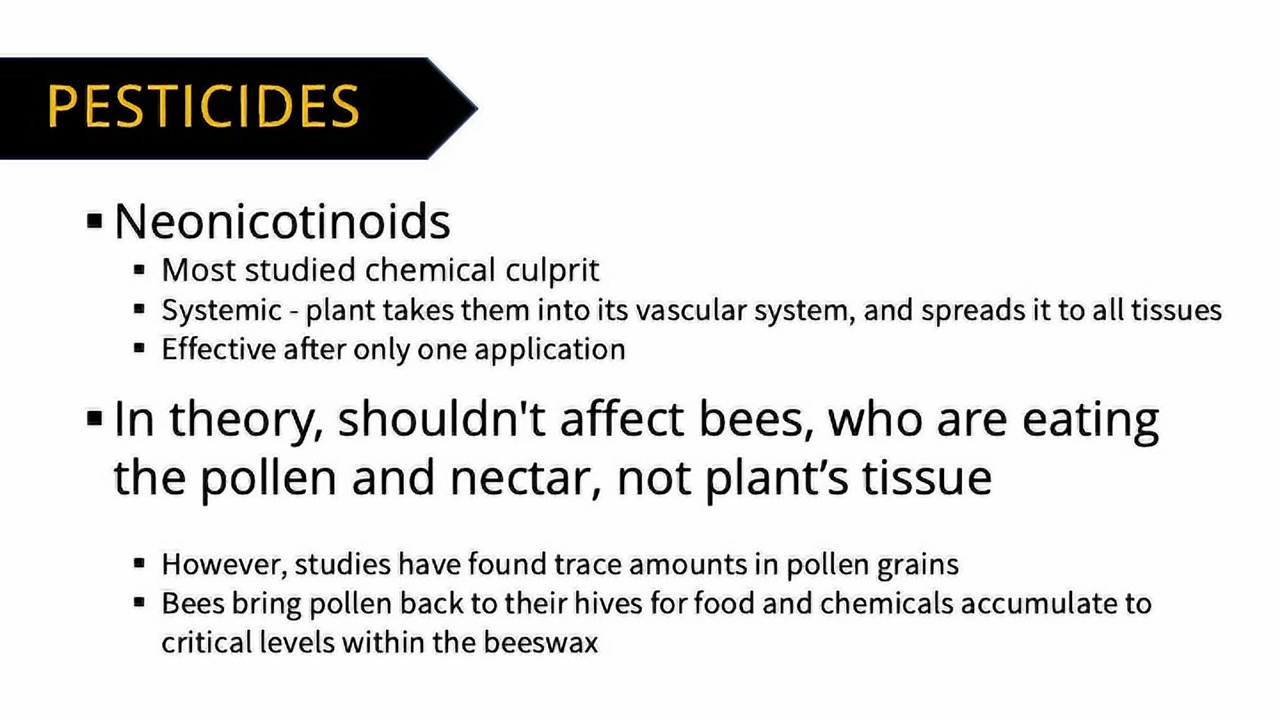 PESTICIDES
▪ Neonicotinoids
▪ Most studied chemical culprit
▪ Systemic - plant takes them into its vascular system, and spreads it to all tissues
▪ Effective after only one application
▪ In theory, shouldn't affect bees, who are eating
the pollen and nectar, not plant’s tissue
▪ However, studies have found trace amounts in pollen grains
▪ Bees bring pollen back to their hives for food and chemicals accumulate to
critical levels within the beeswax